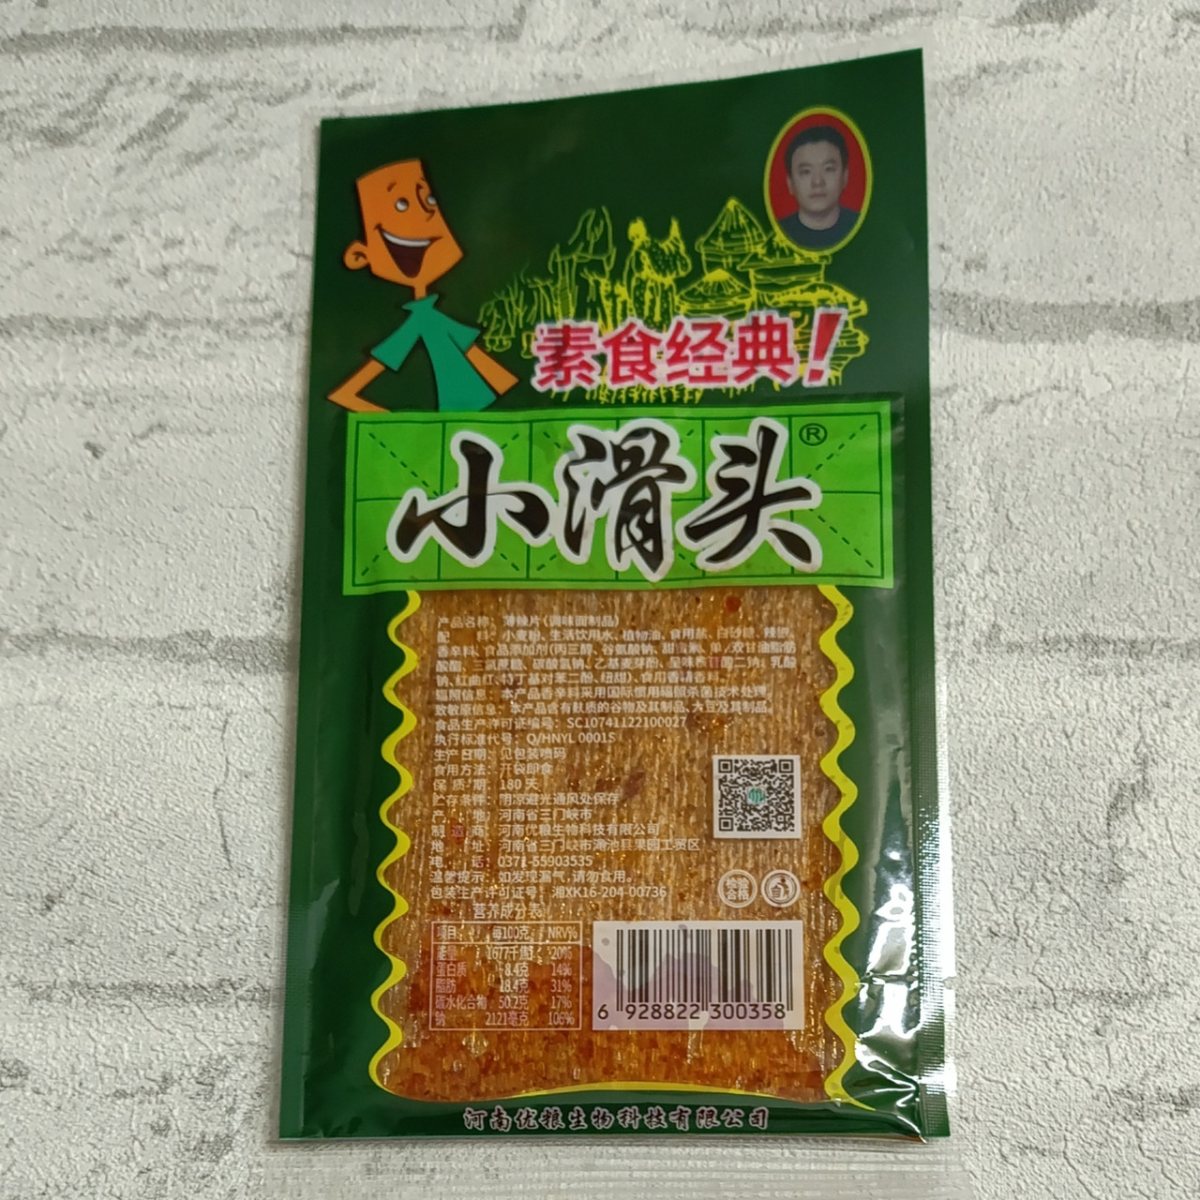 素食经典！
小滑头®
产品名称：薄辣片(调味面制品)
配 料：小麦粉、生活饮用水、植物油、食用盐、白砂糖、辣椒、
香辛料、食品添加剂(丙三醇、谷氨酸钠、甜蜜素、单,双甘油脂肪
酸酯、三氯蔗糖、碳酸氢钠、乙基麦芽酚、呈味核苷酸二钠、乳酸
钠、红曲红、特丁基对苯二酚、纽甜)、食用香精香料。
辐照信息：本产品香辛料采用国际惯用辐照杀菌技术处理
致敏原信息：本产品含有麸质的谷物及其制品、大豆及其制品。
食品生产许可证编号：SC10741122100027
执行标准代号：Q/HNYL 0001S
生产日期：见包装喷码
食用方法：开袋即食
保质期：180天
贮存条件：阴凉避光通风处保存
产 地：河南省三门峡市
制造商：河南优粮生物科技有限公司
地 址：河南省三门峡市渑池县果园工贸区
电 话：0371-55903535
温馨提示：如发现漏气,请勿食用。
包装生产许可证号：湘XK16-204-00736
检验合格
营养成分表
项目 每100克 NRV%
能量 1677千焦 20%
蛋白质 8.4克 14%
脂肪 18.4克 31%
碳水化合物 50.2克 17%
钠 2121毫克 106%
6 928822 300358
河南优粮生物科技有限公司